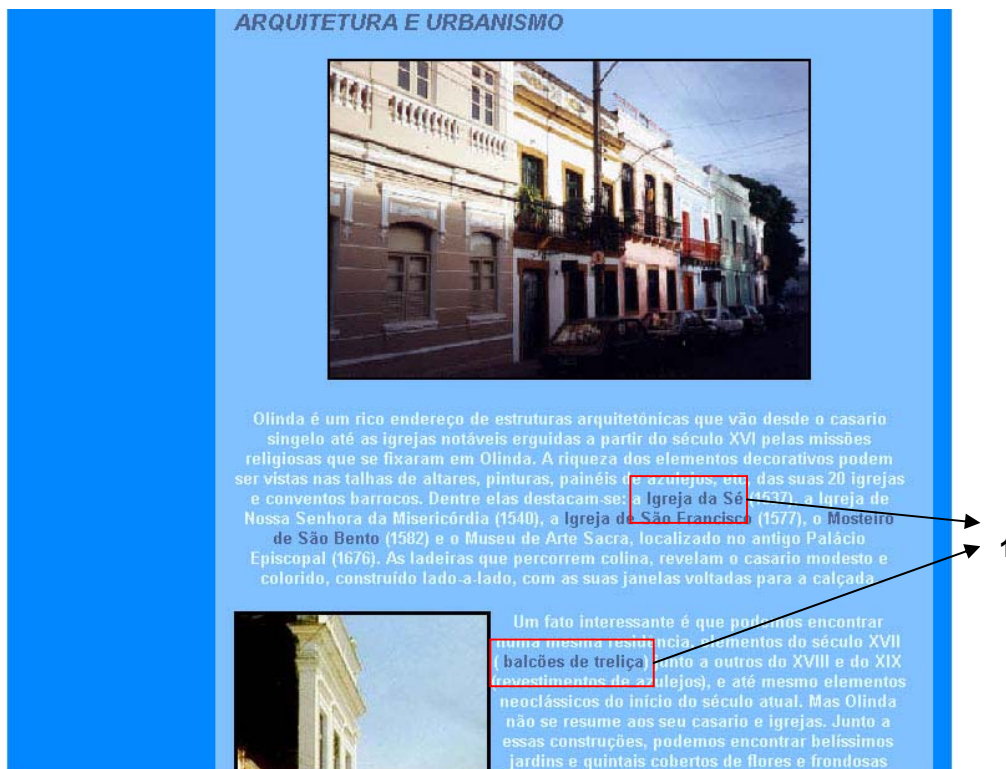 ARQUITETURA E URBANISMO
Olinda é um rico endereço de estruturas arquitetônicas que vão desde o casario
singelo até as igrejas notáveis erguidas a partir do século XVI pelas missões
religiosas que se fixaram em Olinda. A riqueza dos elementos decorativos podem
ser vistas nas talhas de altares, pinturas, painéis de azulejos, etc, das suas 20 igrejas
e conventos barrocos. Dentre elas destacam-se: a Igreja da Sé (1537), a Igreja de
Nossa Senhora da Misericórdia (1540), a Igreja de São Francisco (1577), o Mosteiro
de São Bento (1582) e o Museu de Arte Sacra, localizado no antigo Palácio
Episcopal (1676). As ladeiras que percorrem colina, revelam o casario modesto e
colorido, construído lado-a-lado, com as suas janelas voltadas para a calçada.
1
Um fato interessante é que podemos encontrar
numa mesma residência, elementos do século XVII
( balcões de treliça) junto a outros do XVIII e do XIX
(revestimentos de azulejos), e até mesmo elementos
neoclássicos do início do século atual. Mas Olinda
não se resume aos seu casario e igrejas. Junto a
essas construções, podemos encontrar belíssimos
jardins e quintais cobertos de flores e frondosas